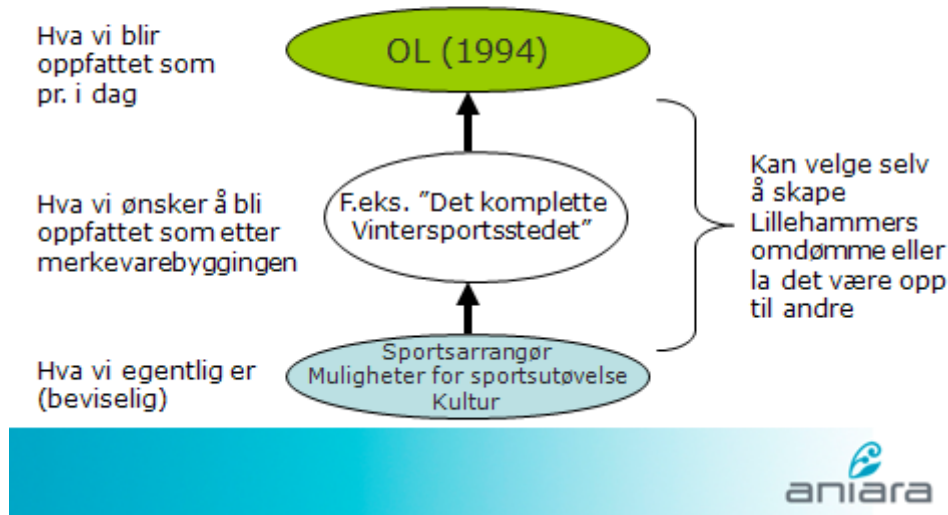 Hva vi blir
oppfattet som
pr. i dag
OL (1994)
Hva vi ønsker å bli
oppfattet som etter
merkevarebyggingen
F.eks. "Det komplette
Vintersportsstedet"
Kan velge selv
å skape
Lillehammers
omdømme eller
la det være opp
til andre
Hva vi egentlig er
(beviselig)
Sportsarrangør
Muligheter for sportsutøvelse
Kultur
aniara